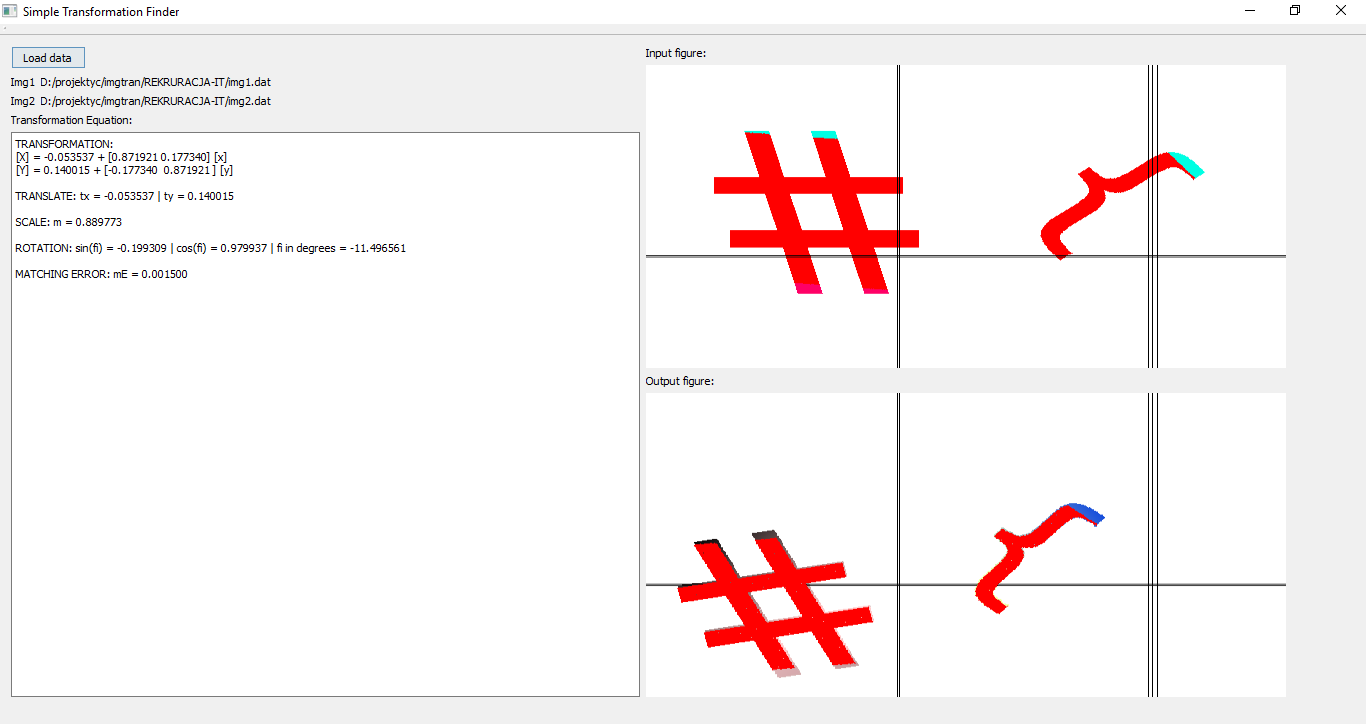 Simple Transformation Finder
Load data
Img1 D:/projektyc/imgtran/REKRURACJA-IT/img1.dat
Img2 D:/projektyc/imgtran/REKRURACJA-IT/img2.dat
Transformation Equation:
TRANSFORMATION:
[X] = -0.053537 + [0.871921 0.177340] [x]
[Y] = 0.140015 + [-0.177340 0.871921 ] [y]
TRANSLATE: tx = -0.053537 | ty = 0.140015
SCALE: m = 0.889773
ROTATION: sin(fi) = -0.199309 | cos(fi) = 0.979937 | fi in degrees = -11.496561
MATCHING ERROR: mE = 0.001500
Input figure:
# {
Output figure:
# {